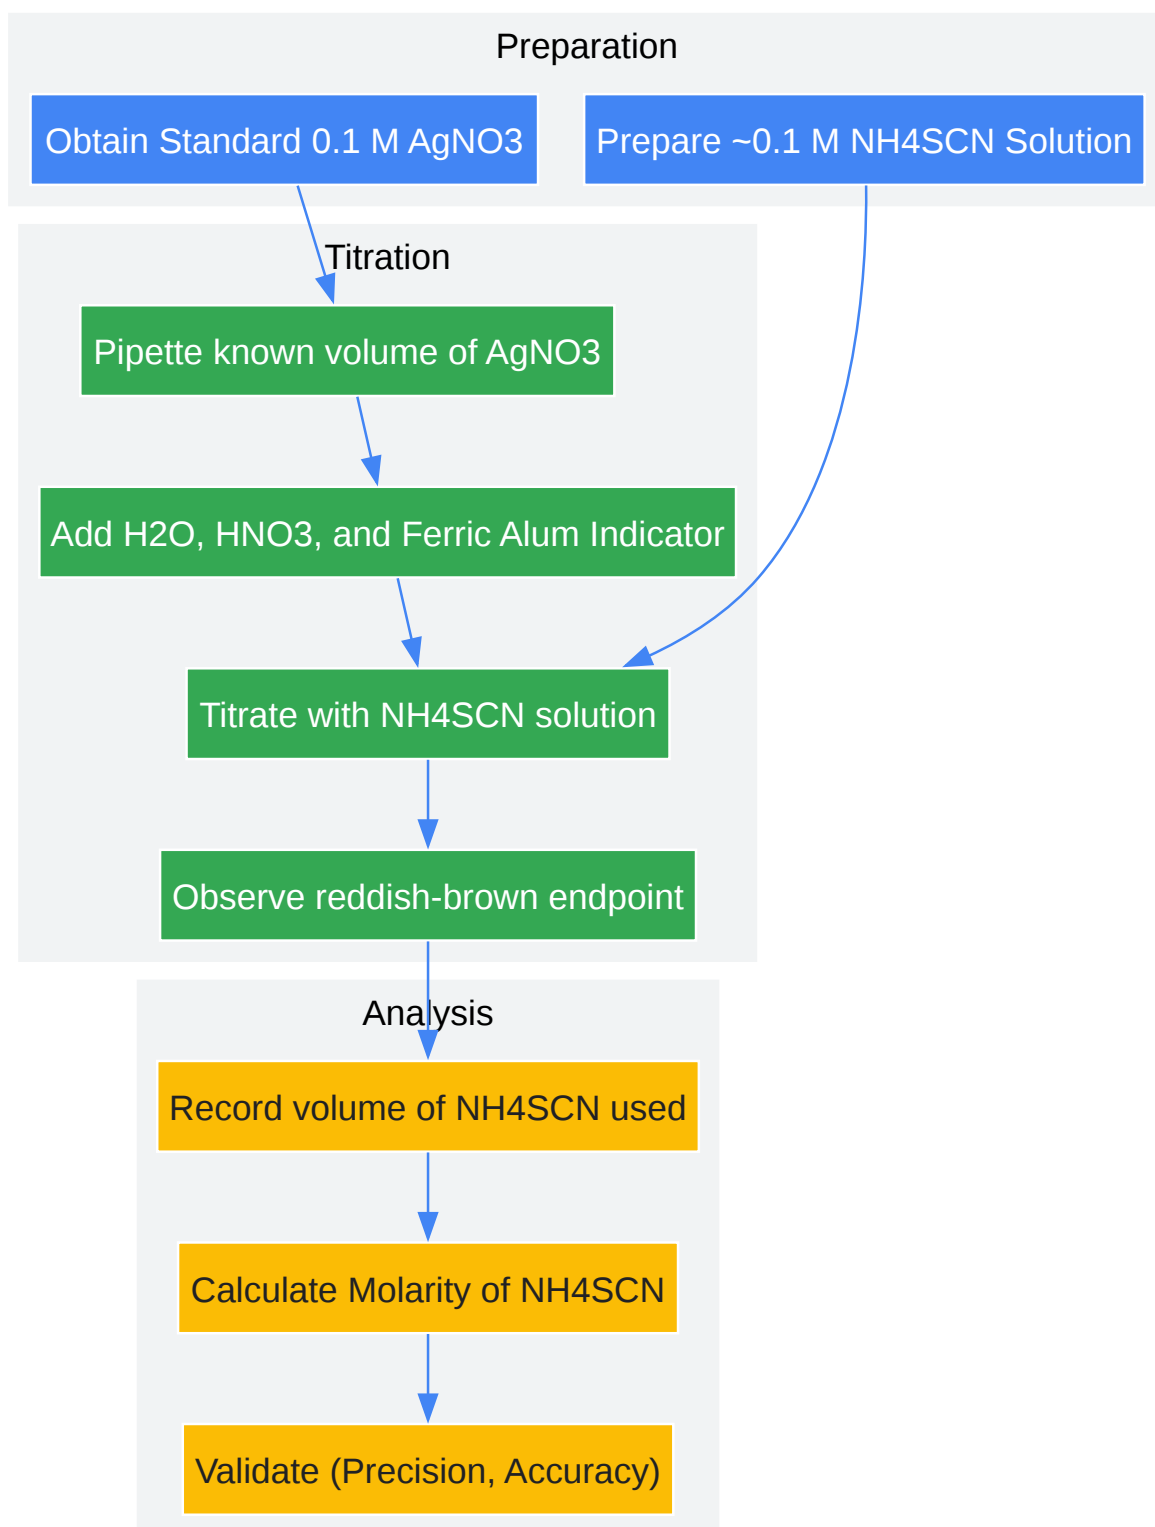 Preparation
Obtain Standard 0.1 M AgNO3
Prepare ~0.1 M NH4SCN Solution
Titration
Pipette known volume of AgNO3
Add H2O, HNO3, and Ferric Alum Indicator
Titrate with NH4SCN solution
Observe reddish-brown endpoint
Analysis
Record volume of NH4SCN used
Calculate Molarity of NH4SCN
Validate (Precision, Accuracy)